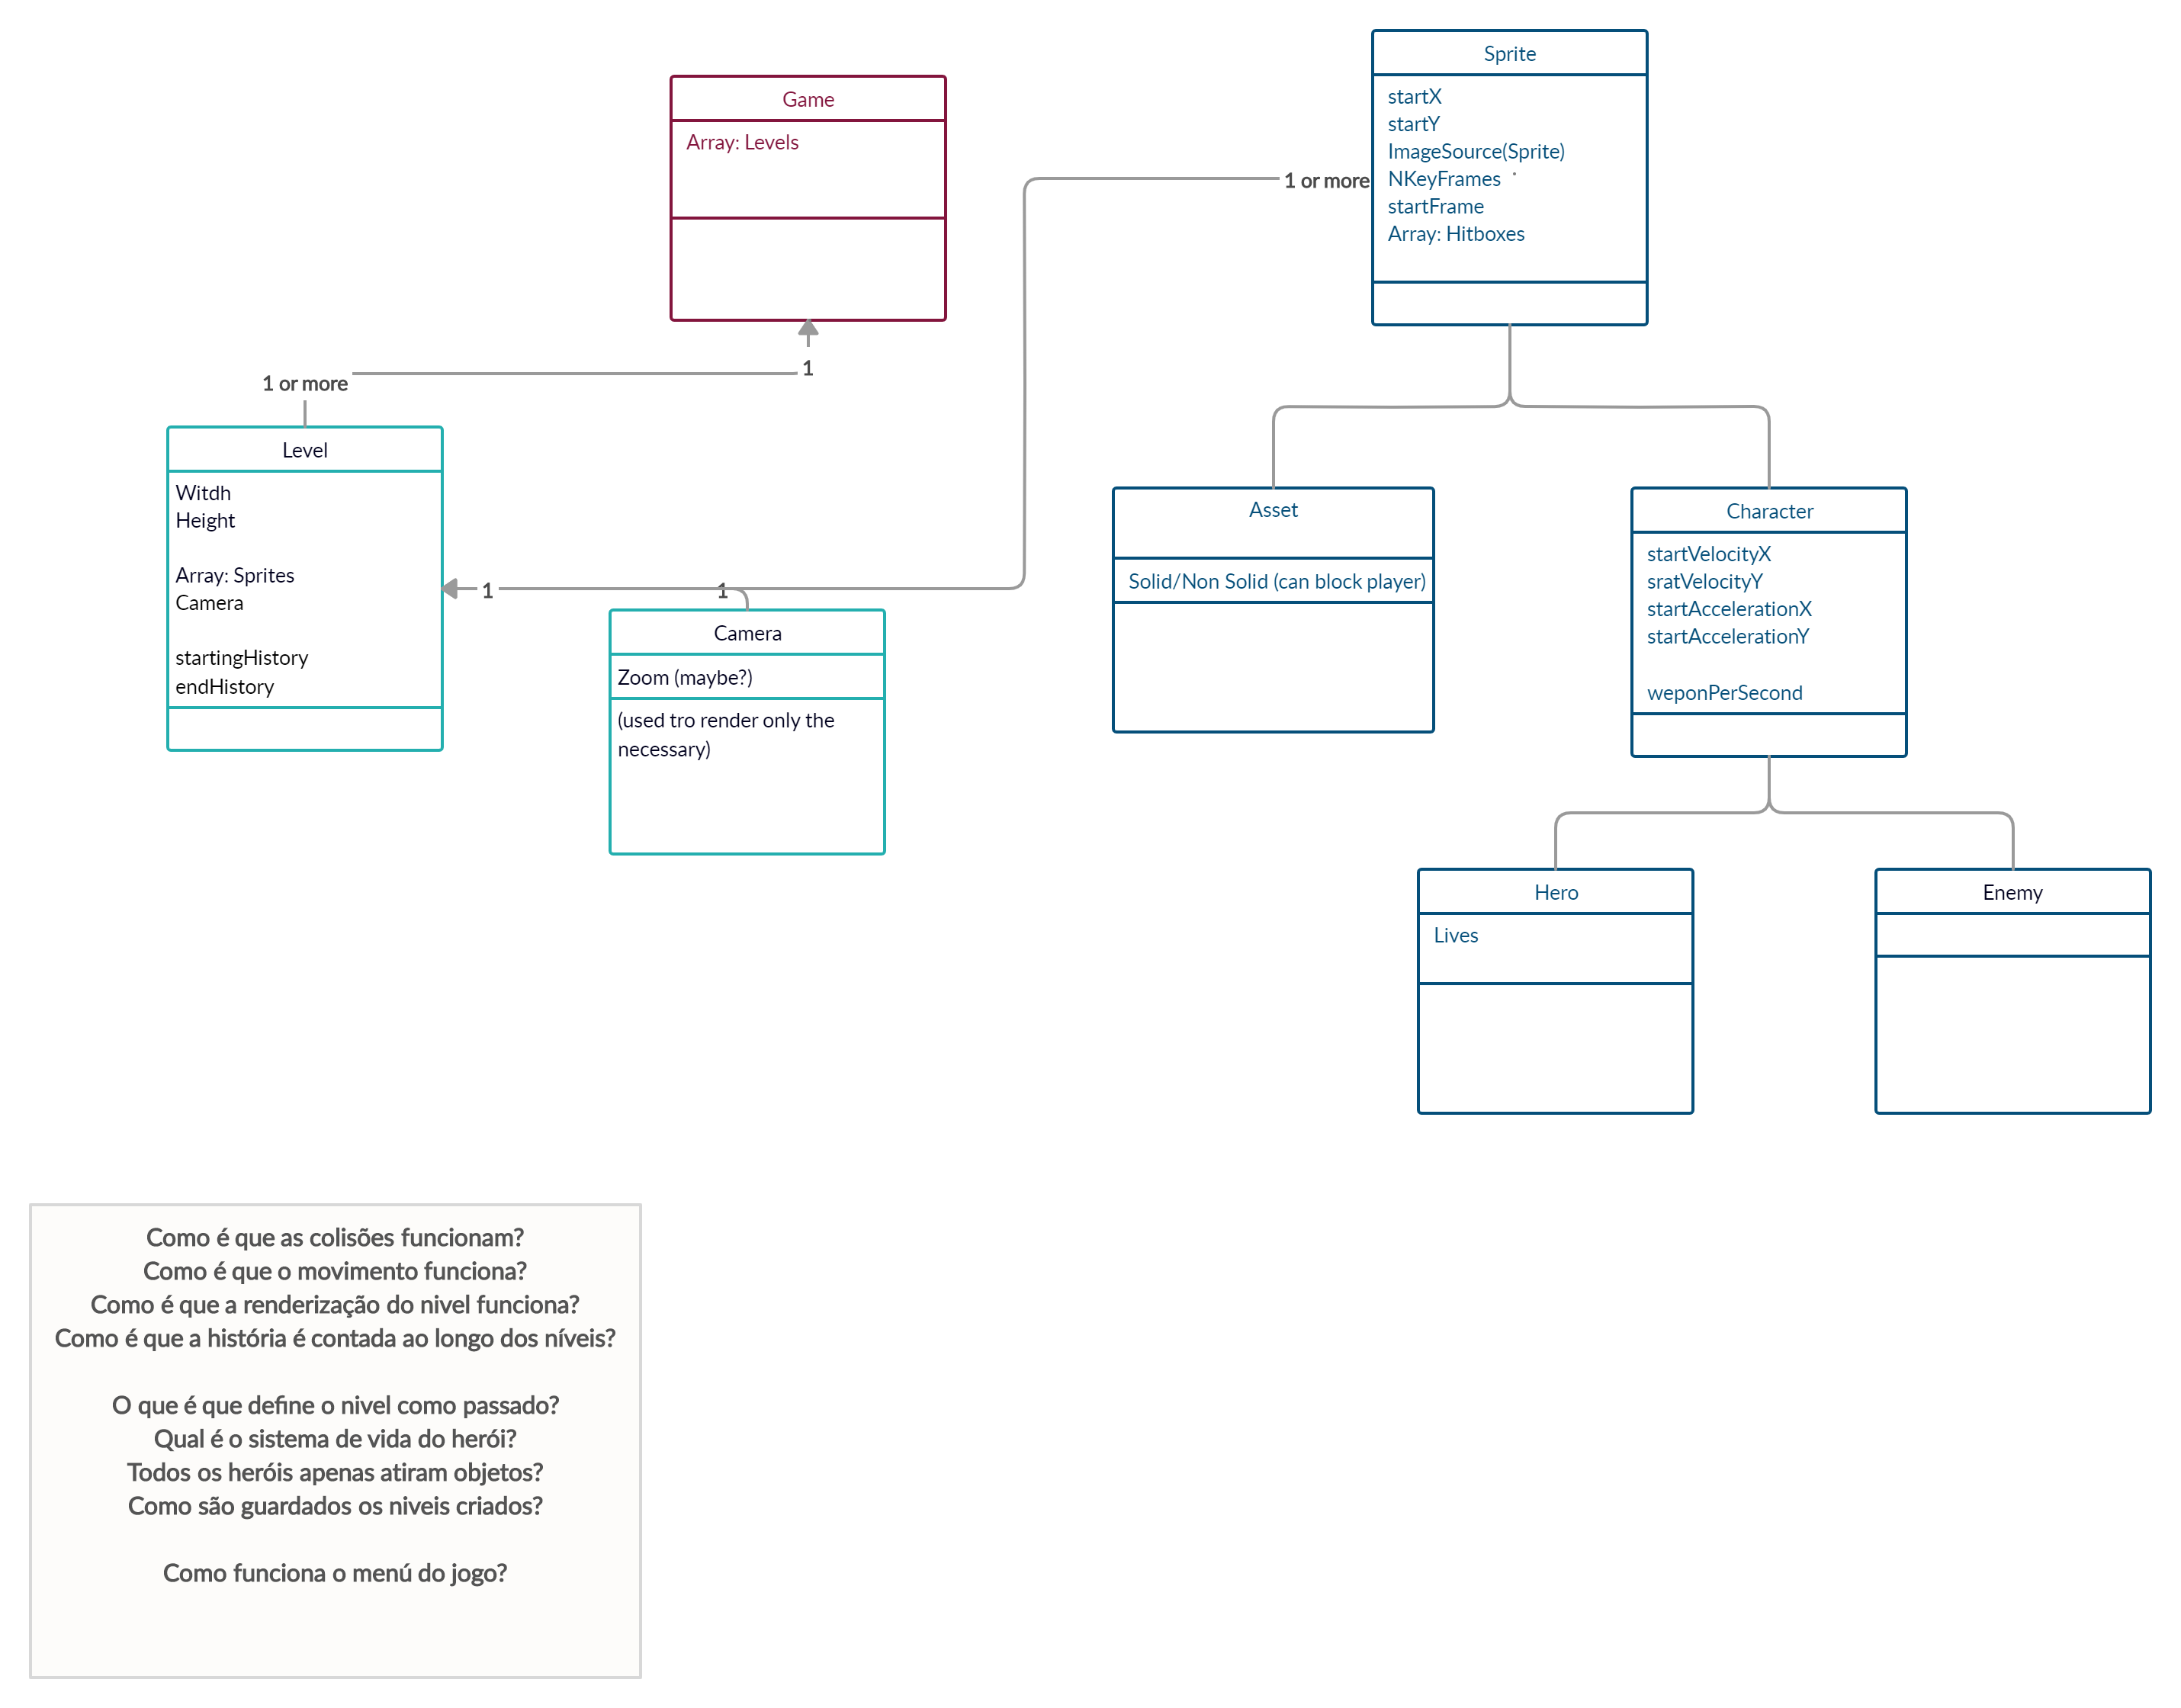 Sprite
startX
startY
ImageSource(Sprite)
NKeyFrames
startFrame
Array: Hitboxes
Game
Array: Levels
1 or more
1
1 or more
Level
Witdh
Height
Array: Sprites
Camera
startingHistory
endHistory
1
1
Camera
Zoom (maybe?)
(used tro render only the
necessary)
Asset
Solid/Non Solid (can block player)
Character
startVelocityX
sratVelocityY
startAccelerationX
startAccelerationY
weponPerSecond
Hero
Lives
Enemy
Como é que as colisões funcionam?
Como é que o movimento funciona?
Como é que a renderização do nivel funciona?
Como é que a história é contada ao longo dos níveis?
O que é que define o nivel como passado?
Qual é o sistema de vida do herói?
Todos os heróis apenas atiram objetos?
Como são guardados os niveis criados?
Como funciona o menú do jogo?